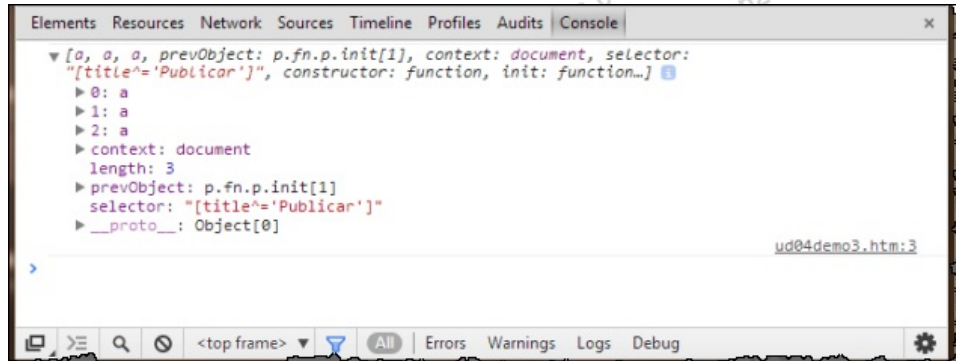 Elements Resources Network Sources Timeline Profiles Audits Console ×
▼ [a, a, a, prevObject: p.fn.p.init[1], context: document, selector:
"[title^='Publicar']", constructor: function, init: function…] i
▶ 0: a
▶ 1: a
▶ 2: a
▶ context: document
length: 3
▶ prevObject: p.fn.p.init[1]
selector: "[title^='Publicar']"
▶ __proto__: Object[0]
ud04demo3.htm:3
>
<top frame> ▼ All Errors Warnings Logs Debug